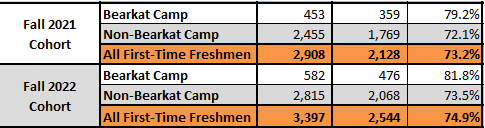 Fall 2021 Cohort
Bearkat Camp 453 359 79.2%
Non-Bearkat Camp 2,455 1,769 72.1%
All First-Time Freshmen 2,908 2,128 73.2%
Fall 2022 Cohort
Bearkat Camp 582 476 81.8%
Non-Bearkat Camp 2,815 2,068 73.5%
All First-Time Freshmen 3,397 2,544 74.9%